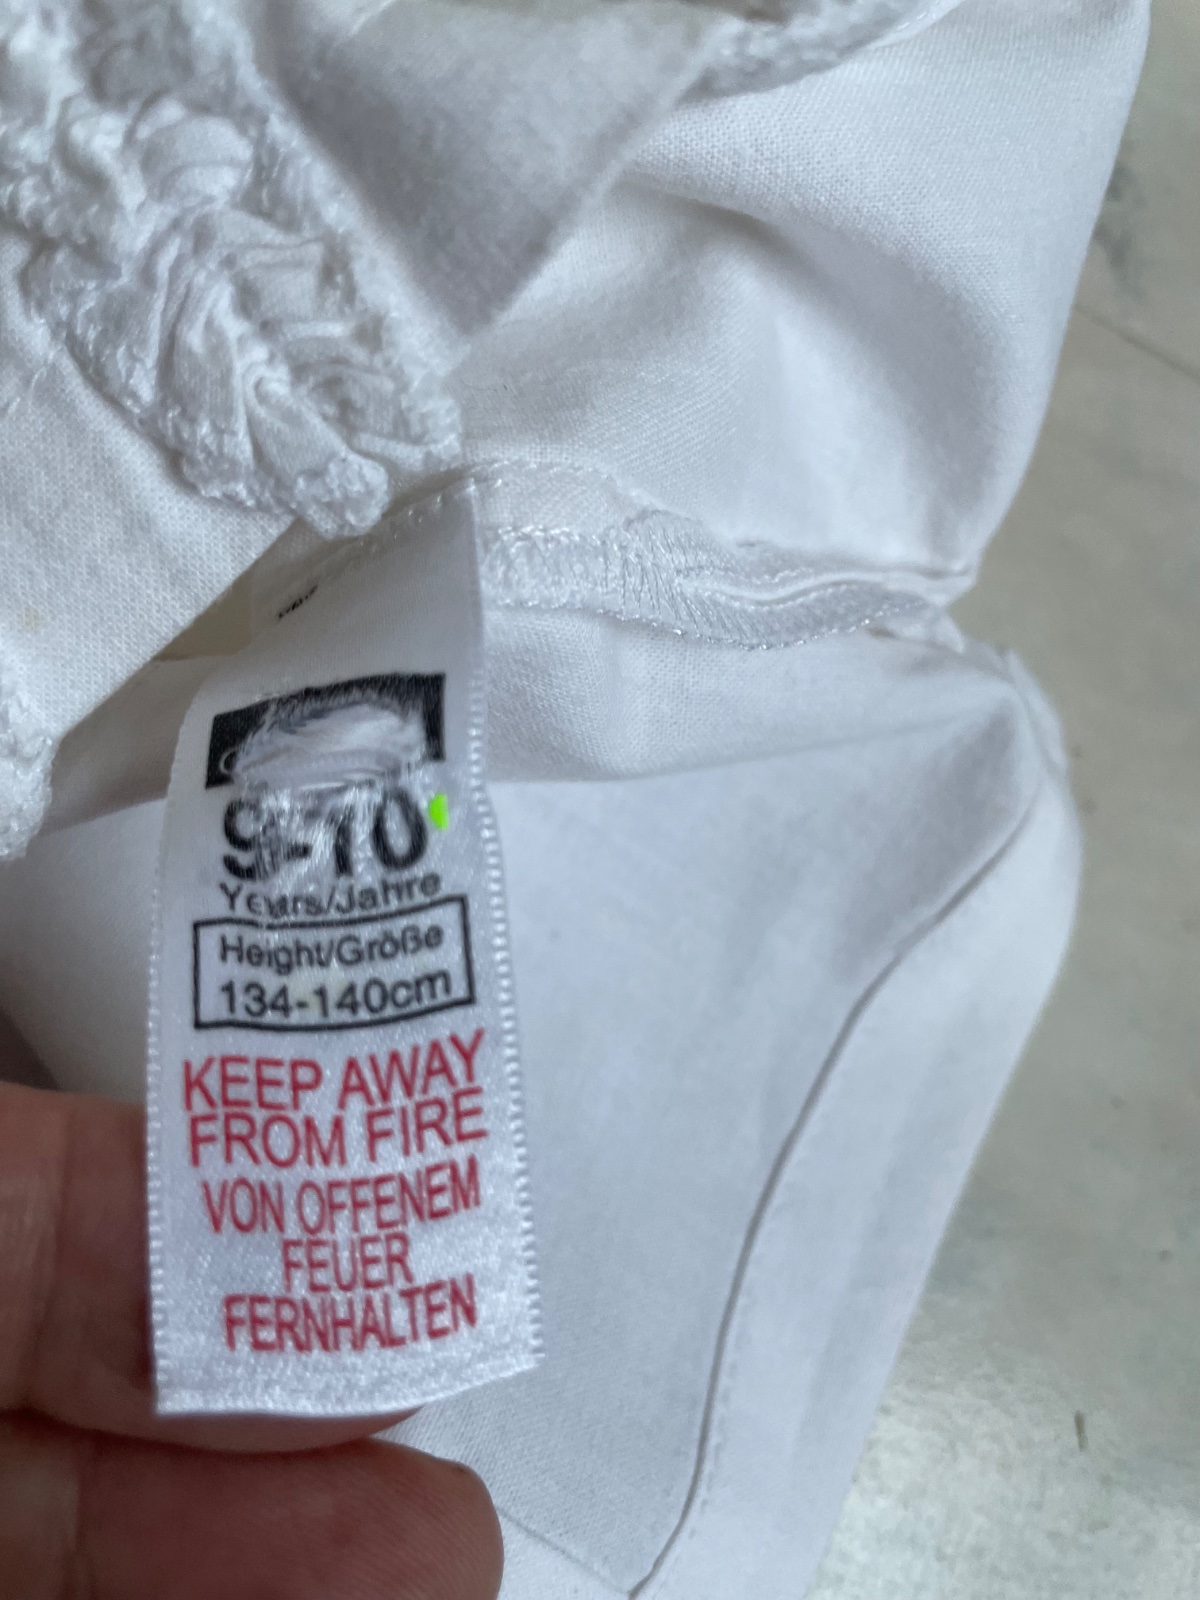 9-10
Years/Jahre
Height/Größe
134-140cm
KEEP AWAY
FROM FIRE
VON OFFENEM
FEUER
FERNHALTEN